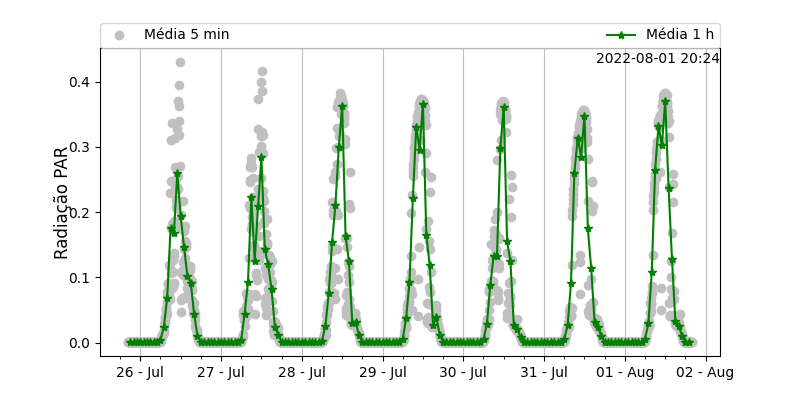 Média 5 min
Média 1 h
2022-08-01 20:24
Radiação PAR
0.4
0.3
0.2
0.1
0.0
26 - Jul
27 - Jul
28 - Jul
29 - Jul
30 - Jul
31 - Jul
01 - Aug
02 - Aug